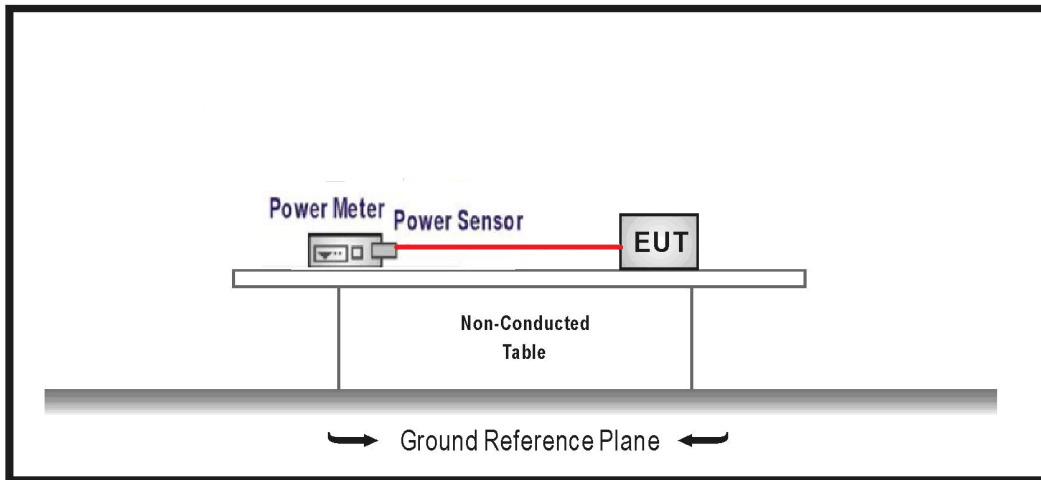 Power Meter
Power Sensor
EUT
Non-Conducted
Table
Ground Reference Plane